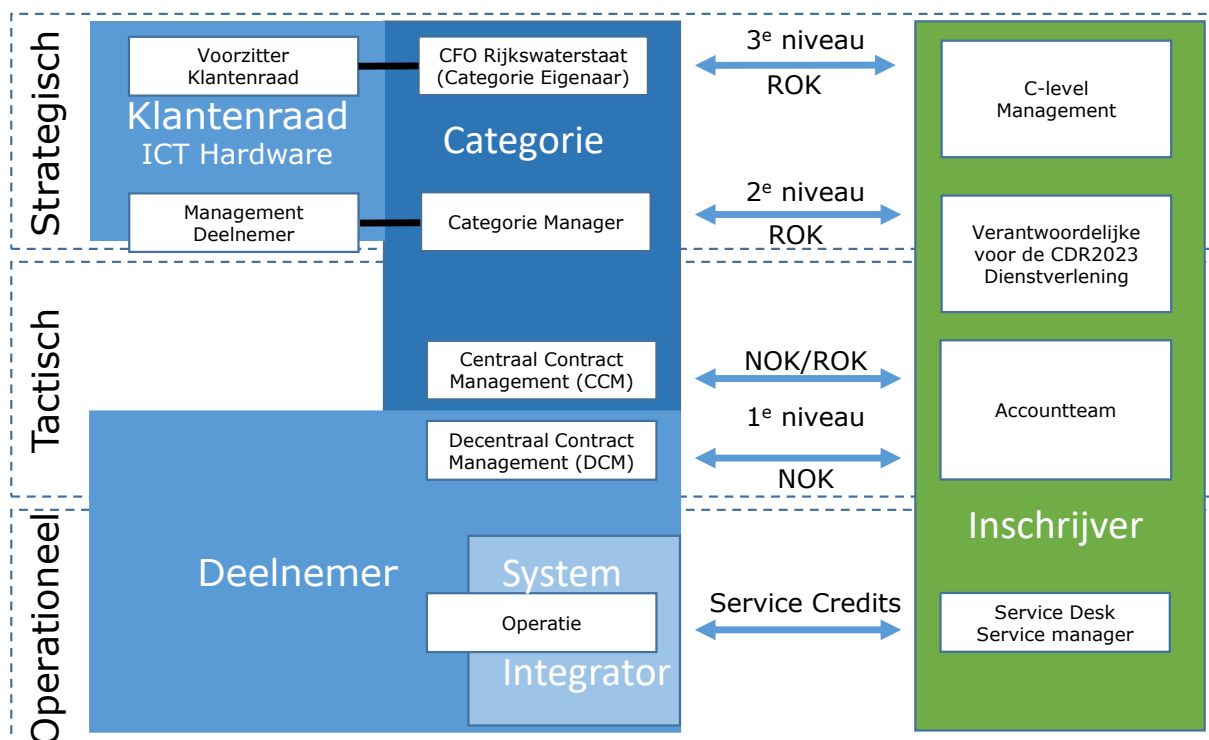 Strategisch
Voorzitter
Klantenraad
CFO Rijkswaterstaat
(Categorie Eigenaar)
3e niveau
ROK
C-level
Management
Klantenraad
ICT Hardware
Categorie
Management
Deelnemer
Categorie Manager
2e niveau
ROK
Verantwoordelijke
voor de CDR2023
Dienstverlening
Tactisch
Centraal Contract
Management (CCM)
NOK/ROK
1e niveau
Accountteam
Decentraal Contract
Management (DCM)
NOK
Operationeel
Inschrijver
Deelnemer
System
Operatie
Integrator
Service Credits
Service Desk
Service manager